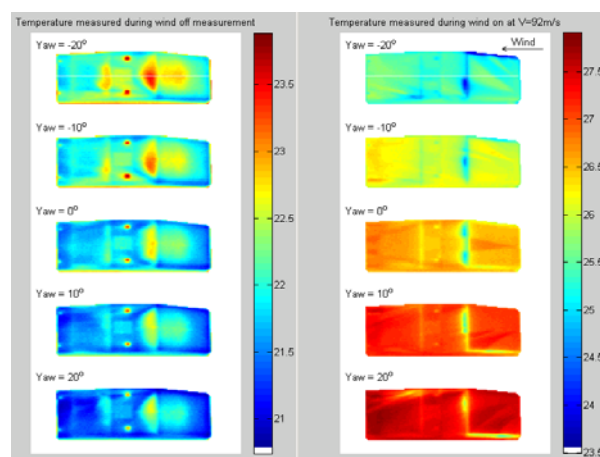 Temperature measured during wind off measurement
Yaw = -20º
Yaw = -10º
Yaw = 0º
Yaw = 10º
Yaw = 20º
23.5
23
22.5
22
21.5
21
Temperature measured during wind on at V=92m/s
Wind
Yaw = -20º
Yaw = -10º
Yaw = 0º
Yaw = 10º
Yaw = 20º
27.5
27
26.5
26
25.5
25
24.5
24
23.5